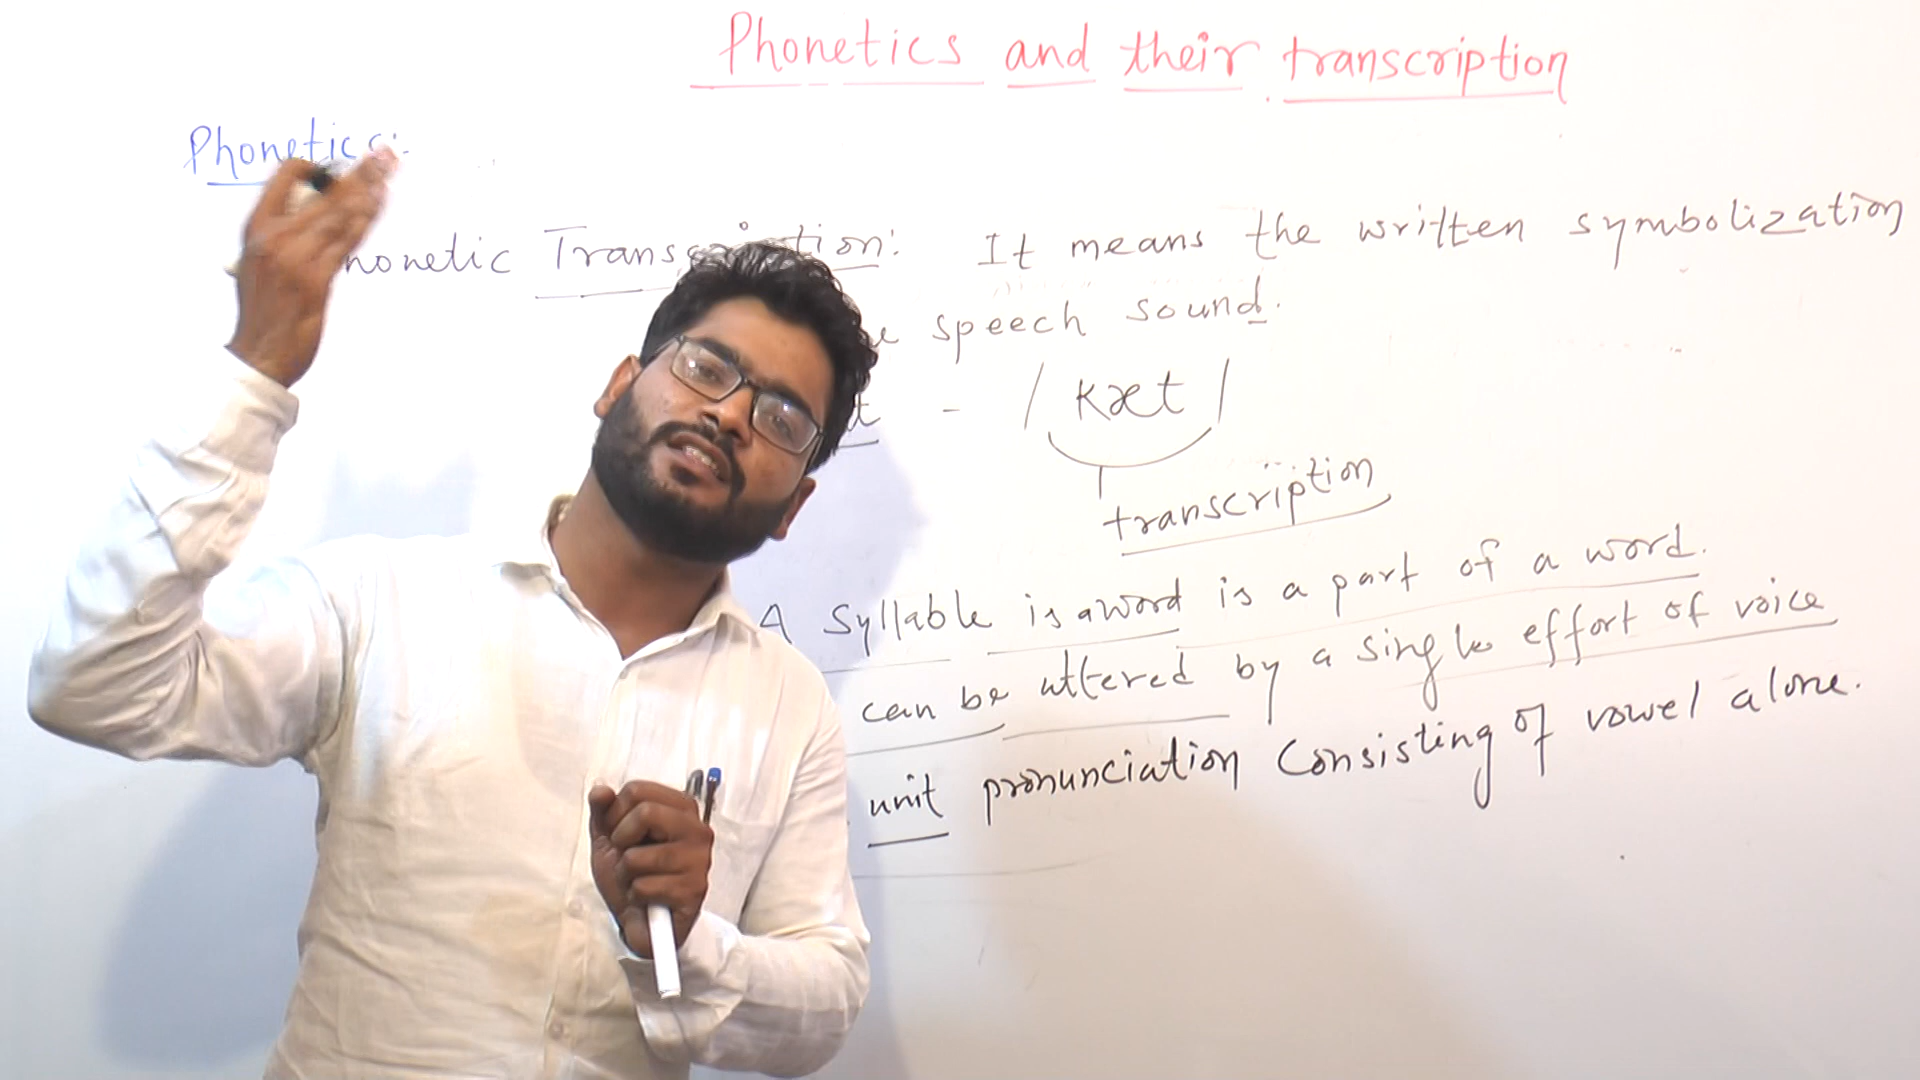 Phonetics and their transcription
Phonetics:-
Phonetic Transcription: It means the written symbolization
speech sound.
- / kæt /
transcription
A syllable is a word is a part of a word.
can be uttered by a single effort of voice
unit pronunciation consisting of vowel alone.